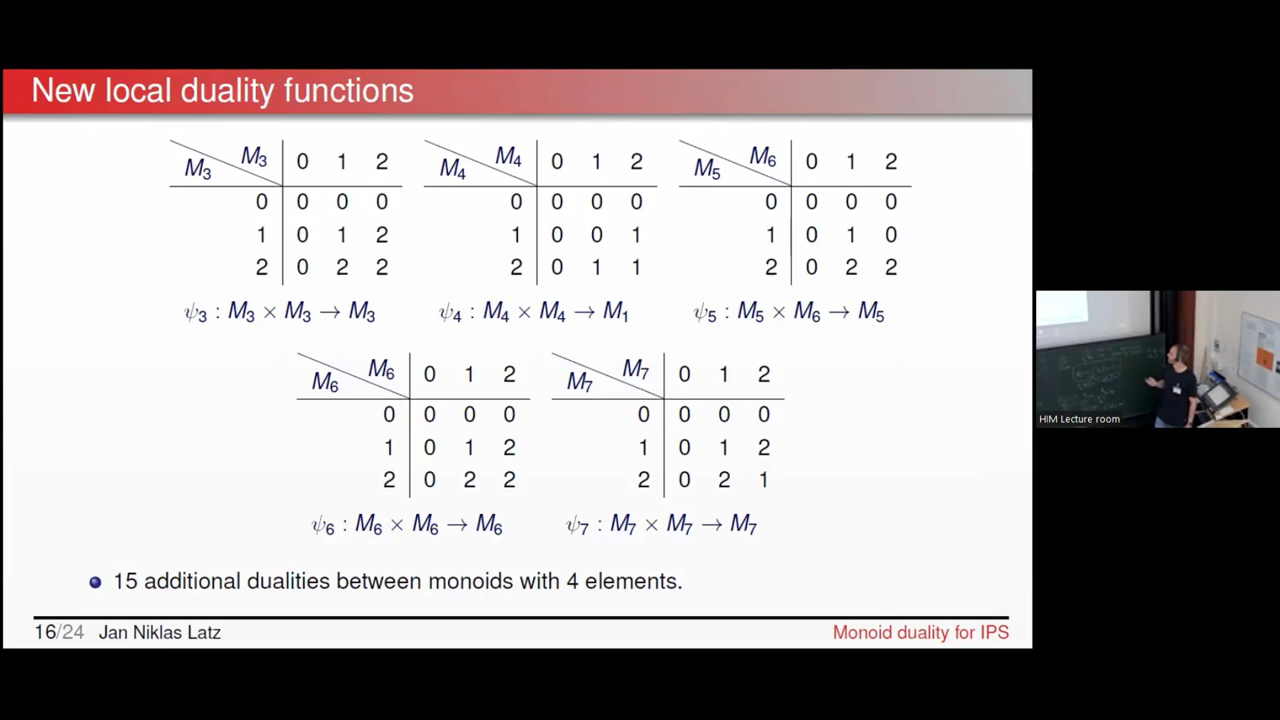 New local duality functions
M₃ M₃ 0 1 2
0 0 0 0
1 0 1 2
2 0 2 2
ψ₃ : M₃ × M₃ → M₃
M₄ M₄ 0 1 2
0 0 0 0
1 0 0 1
2 0 1 1
ψ₄ : M₄ × M₄ → M₁
M₅ M₆ 0 1 2
0 0 0 0
1 0 1 0
2 0 2 2
ψ₅ : M₅ × M₆ → M₅
M₆ M₆ 0 1 2
0 0 0 0
1 0 1 2
2 0 2 2
ψ₆ : M₆ × M₆ → M₆
M₇ M₇ 0 1 2
0 0 0 0
1 0 1 2
2 0 2 1
ψ₇ : M₇ × M₇ → M₇
15 additional dualities between monoids with 4 elements.
16/24 Jan Niklas Latz
Monoid duality for IPS
HIM Lecture room